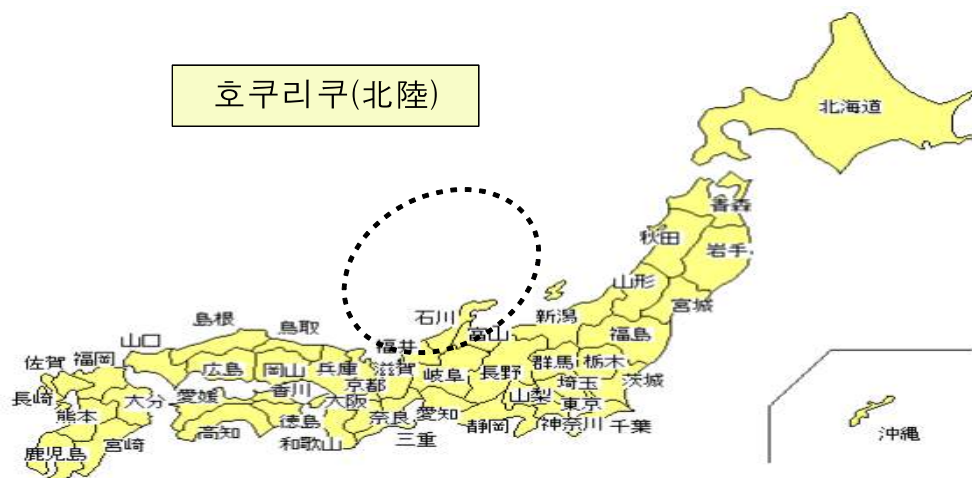 호쿠리쿠(北陸)
北海道
青森
秋田
岩手
山形
宮城
石川
新潟
島根
鳥取
富山
福島
山口
福井
佐賀
福岡
広島
岡山
兵庫
滋賀
岐阜
長野
群馬
栃木
京都
埼玉
茨城
長崎
大分
愛媛
香川
大阪
山梨
東京
熊本
徳島
奈良
愛知
高知
静岡
神奈川
千葉
宮崎
和歌山
三重
鹿児島
沖縄